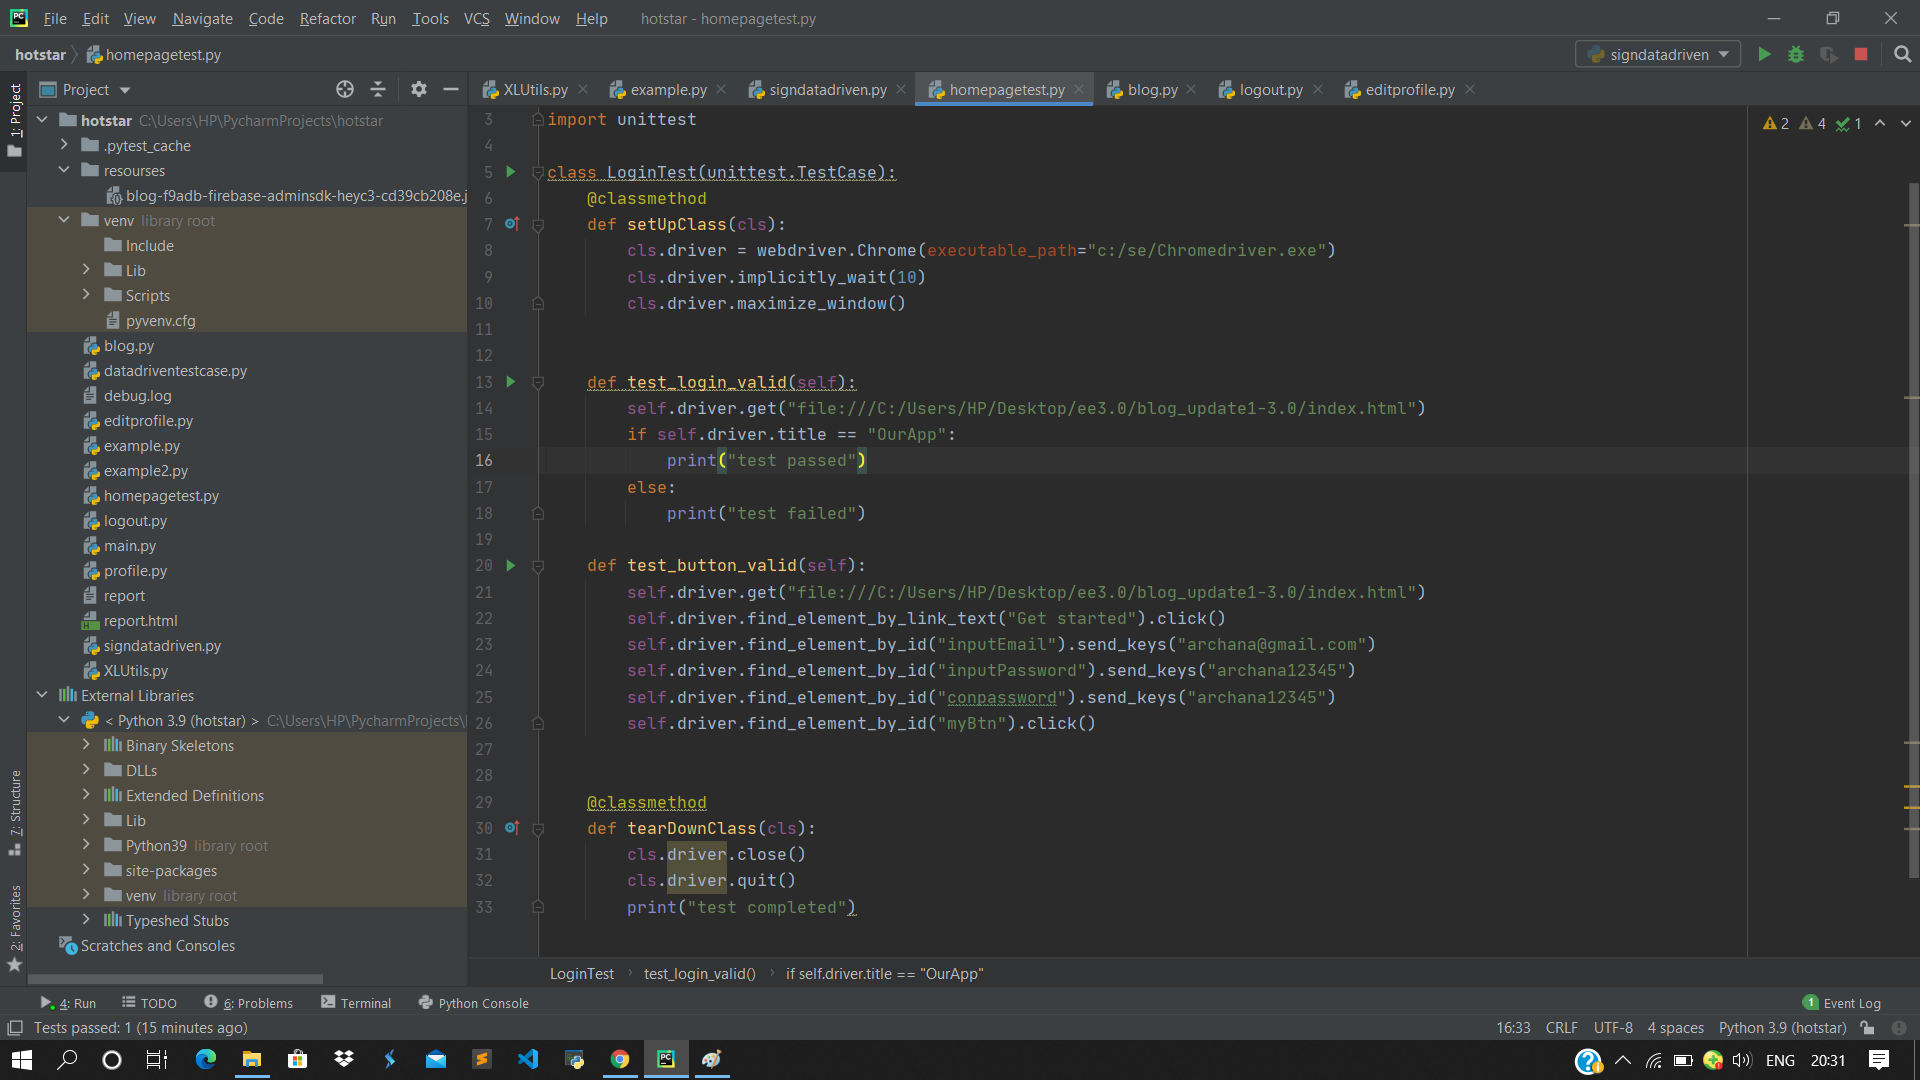 File Edit View Navigate Code Refactor Run Tools VCS Window Help hotstar - homepagetest.py
hotstar homepagetest.py signdatadriven
1: Project
7: Structure
2: Favorites
Project
hotstar C:\Users\HP\PycharmProjects\hotstar
.pytest_cache
resourses
blog-f9adb-firebase-adminsdk-heyc3-cd39cb208e.j
venv library root
Include
Lib
Scripts
pyvenv.cfg
blog.py
datadriventestcase.py
debug.log
editprofile.py
example.py
example2.py
homepagetest.py
logout.py
main.py
profile.py
report
report.html
signdatadriven.py
XLUtils.py
External Libraries
< Python 3.9 (hotstar) > C:\Users\HP\PycharmProjects\
Binary Skeletons
DLLs
Extended Definitions
Lib
Python39 library root
site-packages
venv library root
Typeshed Stubs
Scratches and Consoles
XLUtils.py example.py signdatadriven.py homepagetest.py blog.py logout.py editprofile.py
2 4 1
3 import unittest
4
5 class LoginTest(unittest.TestCase):
6 @classmethod
7 def setUpClass(cls):
8 cls.driver = webdriver.Chrome(executable_path="c:/se/Chromedriver.exe")
9 cls.driver.implicitly_wait(10)
10 cls.driver.maximize_window()
11
12
13 def test_login_valid(self):
14 self.driver.get("file:///C:/Users/HP/Desktop/ee3.0/blog_update1-3.0/index.html")
15 if self.driver.title == "OurApp":
16 print("test passed")
17 else:
18 print("test failed")
19
20 def test_button_valid(self):
21 self.driver.get("file:///C:/Users/HP/Desktop/ee3.0/blog_update1-3.0/index.html")
22 self.driver.find_element_by_link_text("Get started").click()
23 self.driver.find_element_by_id("inputEmail").send_keys("archana@gmail.com")
24 self.driver.find_element_by_id("inputPassword").send_keys("archana12345")
25 self.driver.find_element_by_id("conpassword").send_keys("archana12345")
26 self.driver.find_element_by_id("myBtn").click()
27
28
29 @classmethod
30 def tearDownClass(cls):
31 cls.driver.close()
32 cls.driver.quit()
33 print("test completed")
LoginTest test_login_valid() if self.driver.title == "OurApp"
4: Run TODO 6: Problems Terminal Python Console 1 Event Log
Tests passed: 1 (15 minutes ago) 16:33 CRLF UTF-8 4 spaces Python 3.9 (hotstar)
ENG 20:31